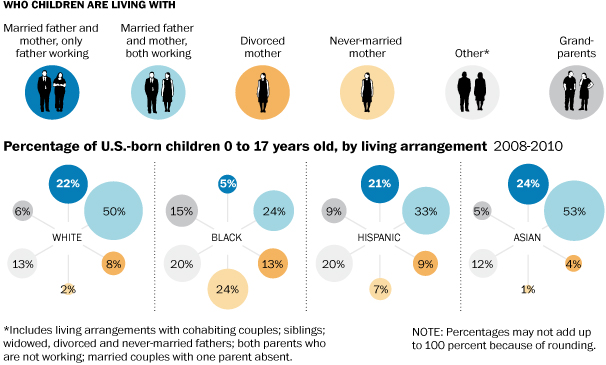 WHO CHILDREN ARE LIVING WITH
Married father and
mother, only
father working
Married father
and mother,
both working
Divorced
mother
Never-married
mother
Other*
Grand-
parents
Percentage of U.S.-born children 0 to 17 years old, by living arrangement 2008-2010
22%
6%
50%
WHITE
13%
8%
2%
5%
15%
24%
BLACK
20%
13%
24%
21%
9%
33%
HISPANIC
20%
9%
7%
24%
5%
53%
ASIAN
12%
4%
1%
*Includes living arrangements with cohabiting couples; siblings;
widowed, divorced and never-married fathers; both parents who
are not working; married couples with one parent absent.
NOTE: Percentages may not add up
to 100 percent because of rounding.